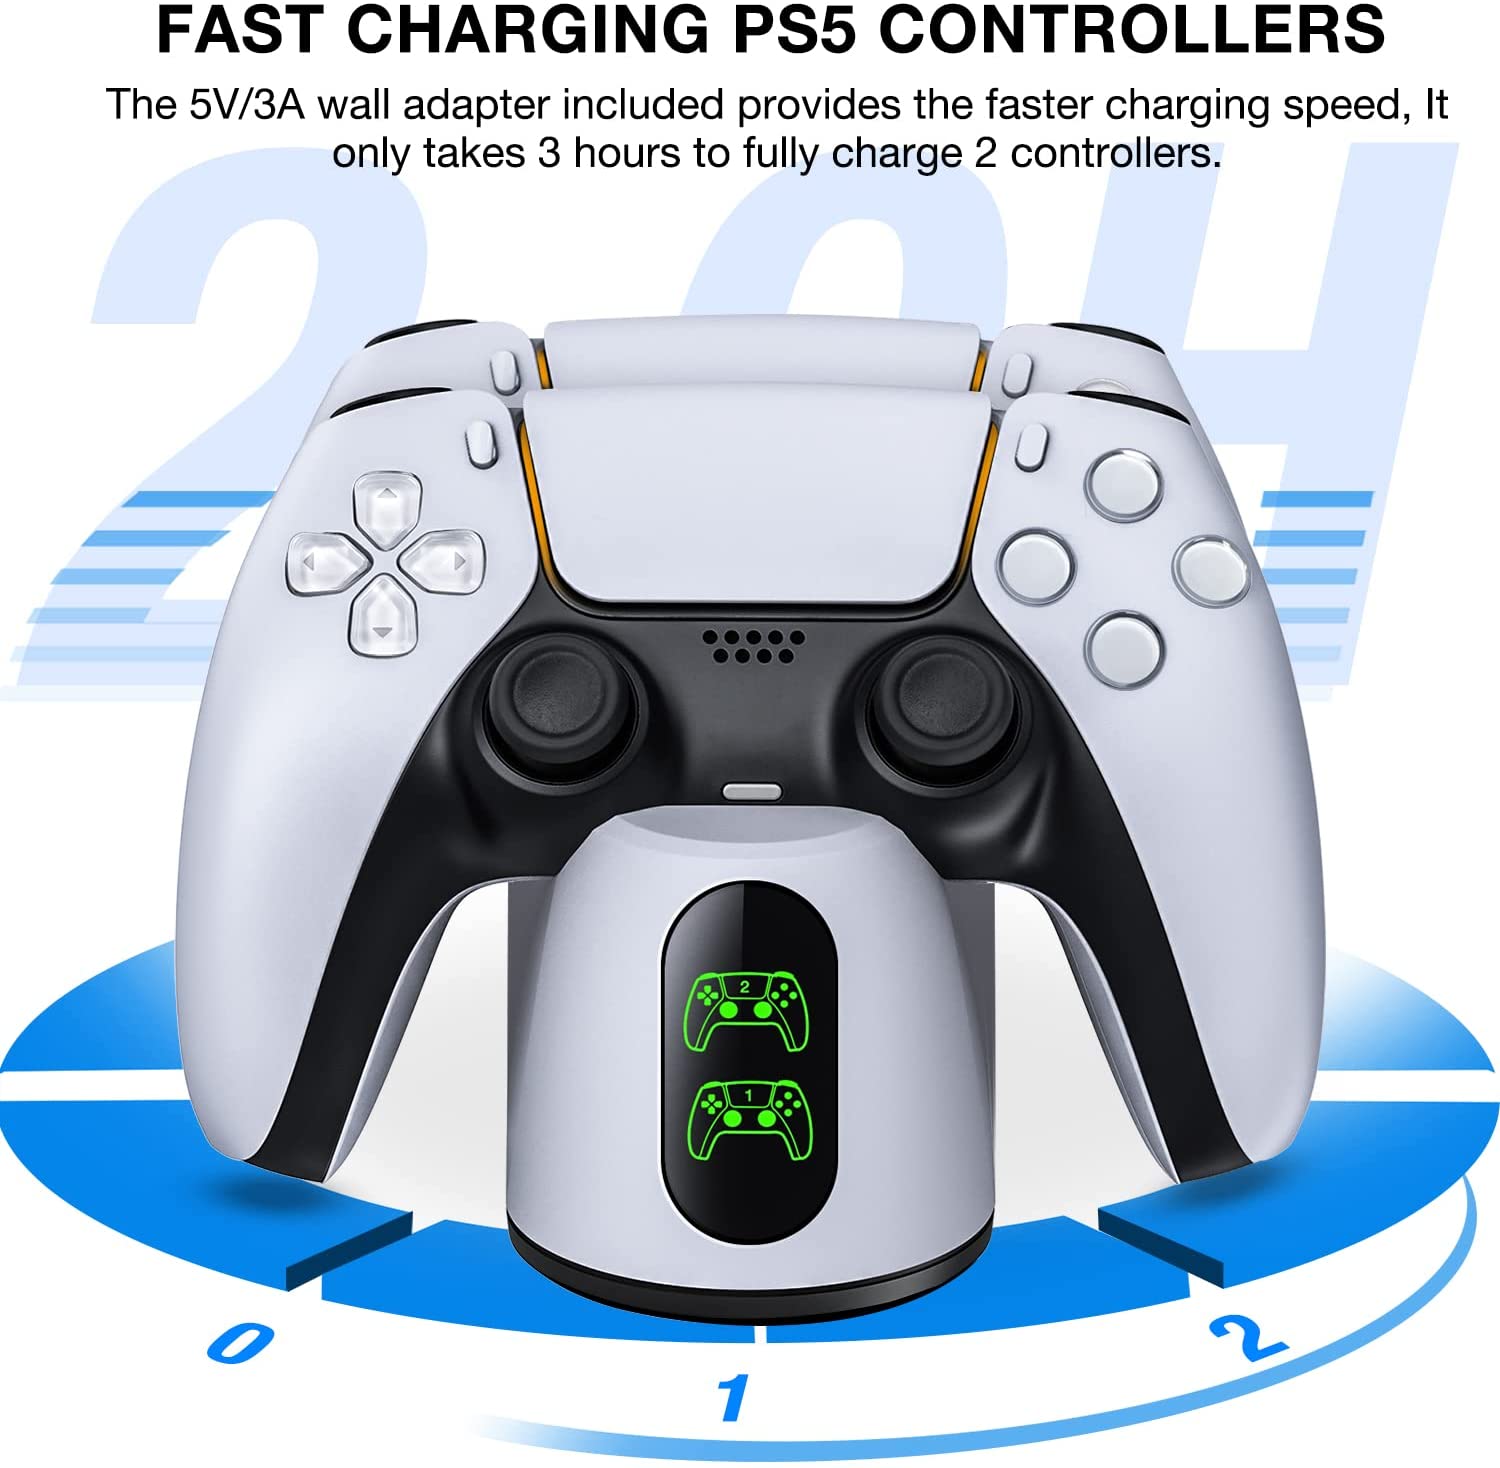 FAST CHARGING PS5 CONTROLLERS
The 5V/3A wall adapter included provides the faster charging speed, It
only takes 3 hours to fully charge 2 controllers.
2
1
0
1
2